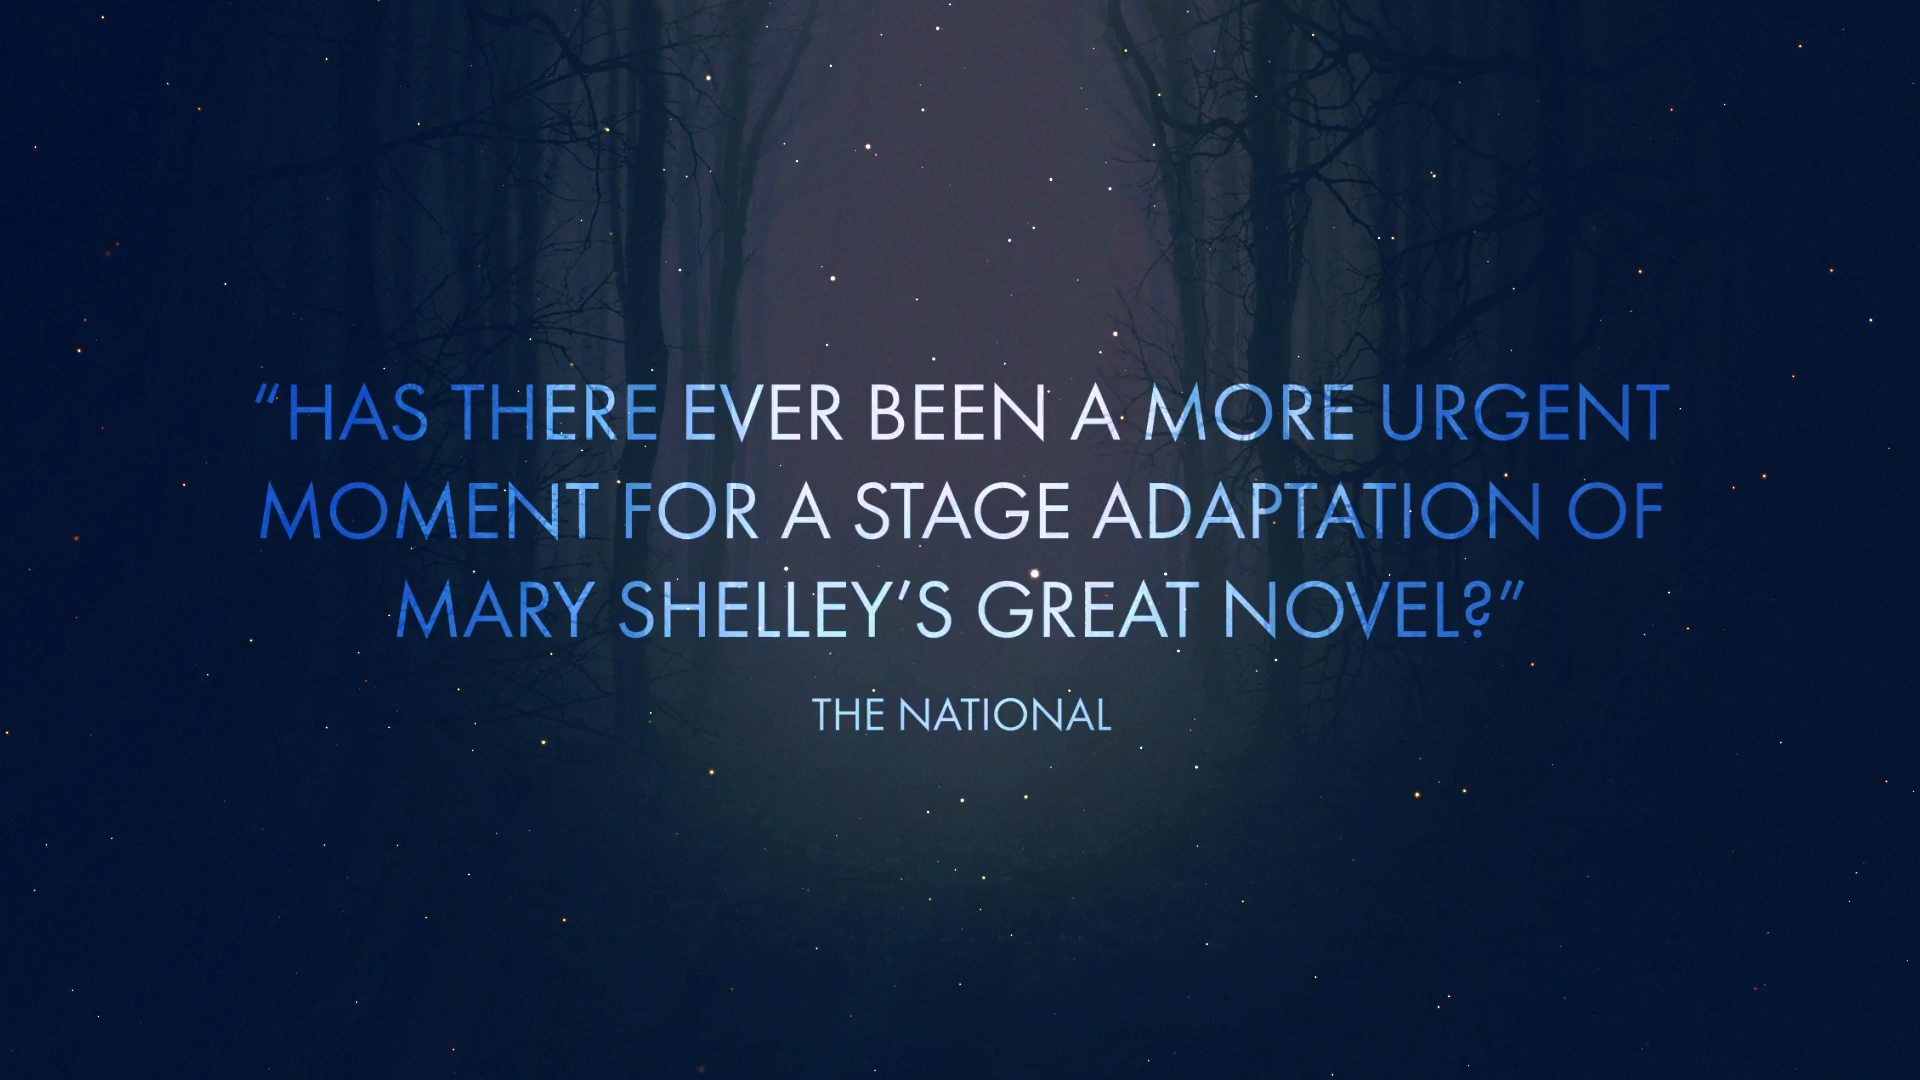 “HAS THERE EVER BEEN A MORE URGENT
MOMENT FOR A STAGE ADAPTATION OF
MARY SHELLEY’S GREAT NOVEL?”
THE NATIONAL